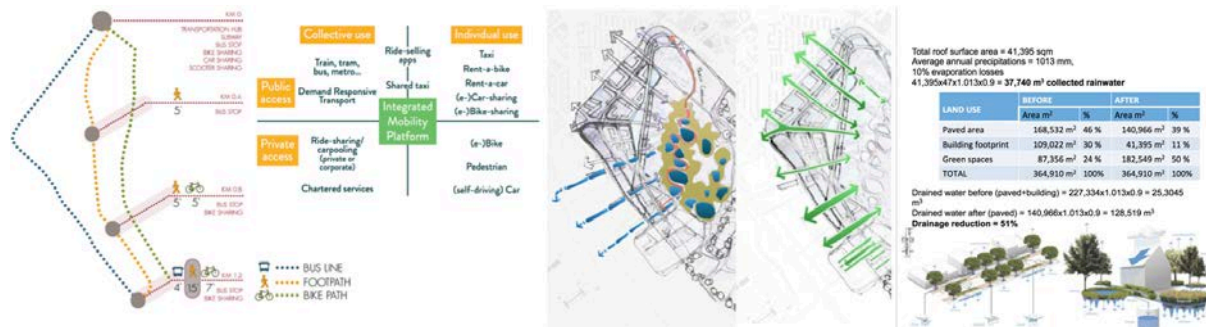 KM 0
TRANSPORTATION HUB
SUBWAY
BUS STOP
BIKE SHARING
CAR SHARING
SCOOTER SHARING
KM 0.4
5'
BUS STOP
KM 0.8
5' 5'
BUS STOP
BIKE SHARING
KM 1.2
4' 15' 7'
BUS STOP
BIKE SHARING
BUS LINE
FOOTPATH
BIKE PATH
Collective use
Individual use
Public access
Private access
Train, tram,
bus, metro...
Demand Responsive
Transport
Ride-selling
apps
Shared taxi
Integrated
Mobility
Platform
Taxi
Rent-a-bike
Rent-a-car
(e-)Car-sharing
(e-)Bike-sharing
Ride-sharing/
carpooling
(private or
corporate)
Chartered services
(e-)Bike
Pedestrian
(self-driving) Car
Total roof surface area = 41,395 sqm
Average annual precipitations = 1013 mm,
10% evaporation losses
41,395x47x1.013x0.9 = 37,740 m³ collected rainwater
LAND USE BEFORE AFTER
Area m² % Area m² %
Paved area 168,532 m² 46 % 140,966 m² 39 %
Building footprint 109,022 m² 30 % 41,395 m² 11 %
Green spaces 87,356 m² 24 % 182,549 m² 50 %
TOTAL 364,910 m² 100% 364,910 m² 100%
Drained water before (paved+building) = 227,334x1.013x0.9 = 25,3045
m³
Drained water after (paved) = 140,966x1.013x0.9 = 128,519 m³
Drainage reduction = 51%